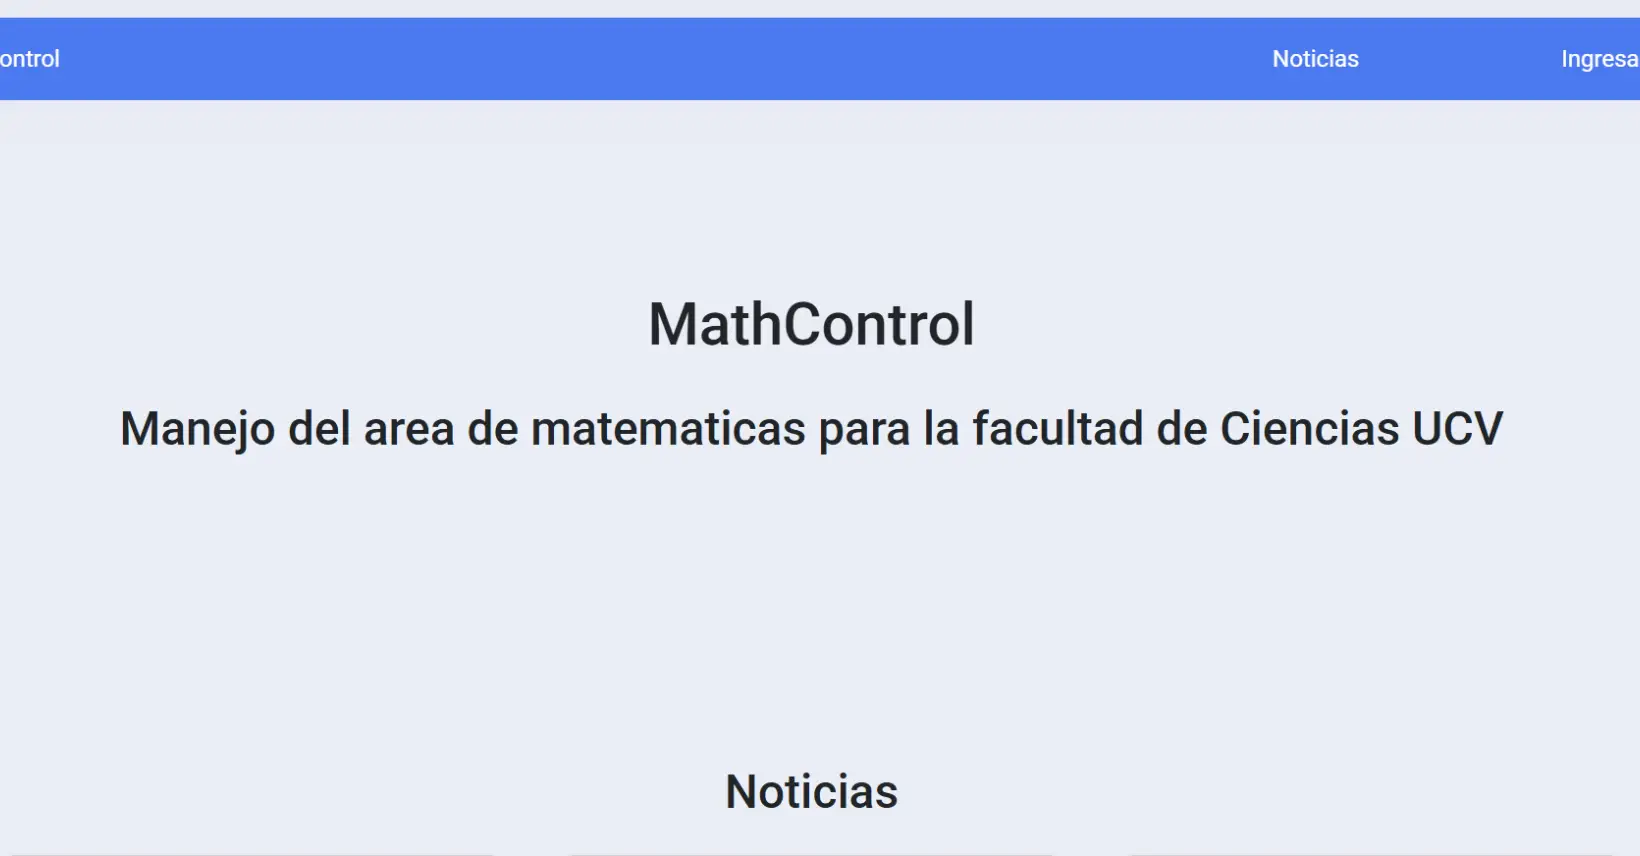 ontrol Noticias Ingresa
MathControl
Manejo del area de matematicas para la facultad de Ciencias UCV
Noticias